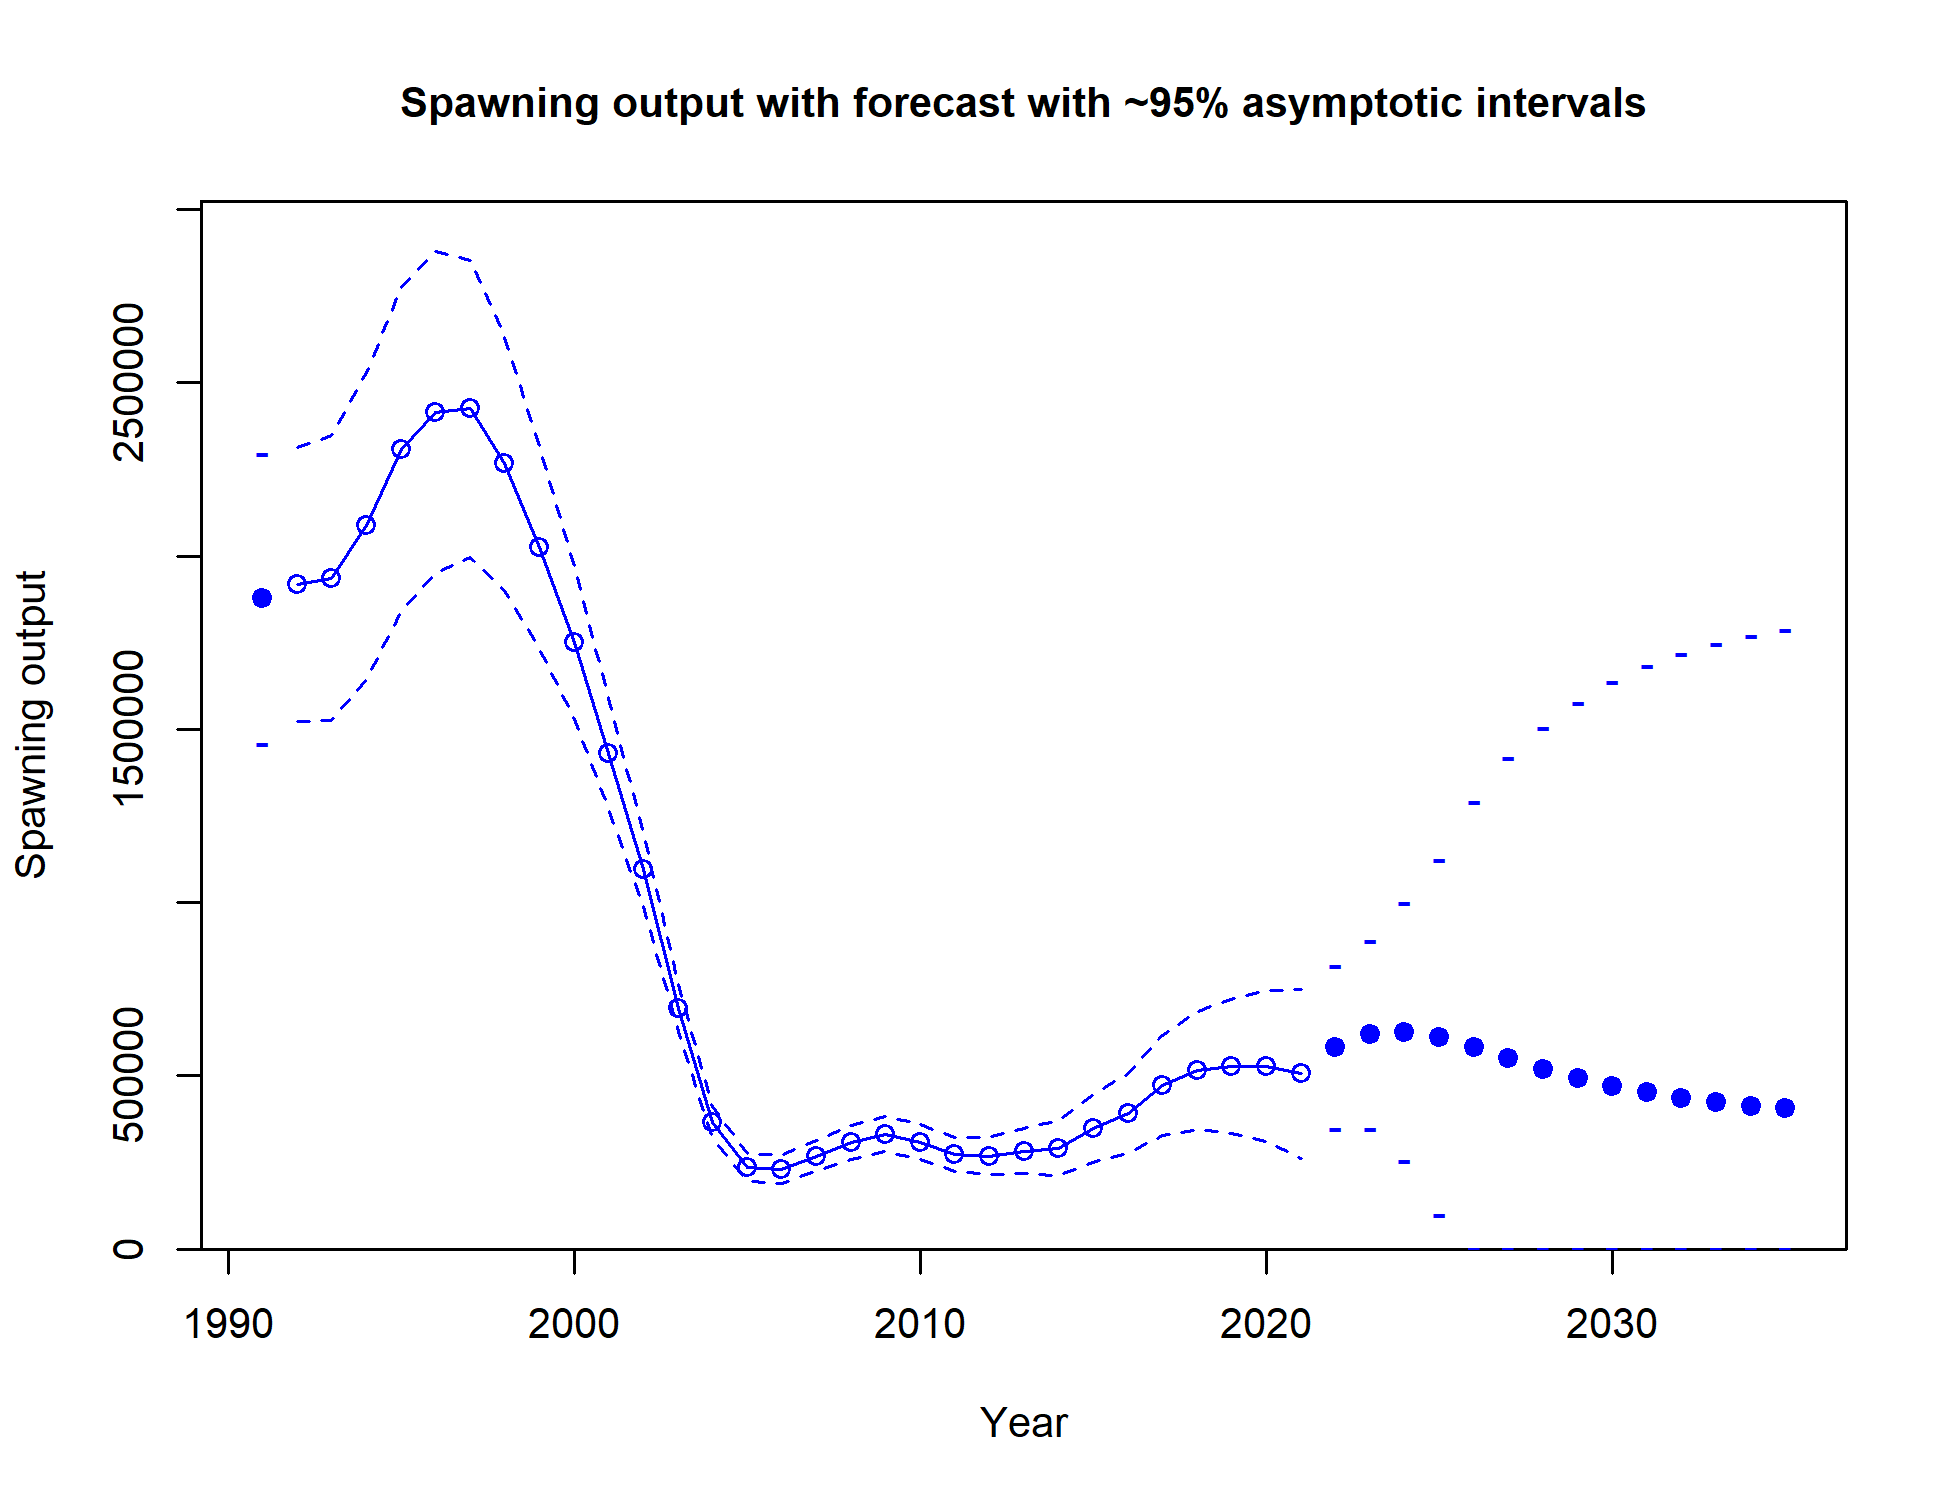 Spawning output with forecast with ~95% asymptotic intervals
Spawning output
2500000
1500000
500000
0
1990 2000 2010 2020 2030
Year